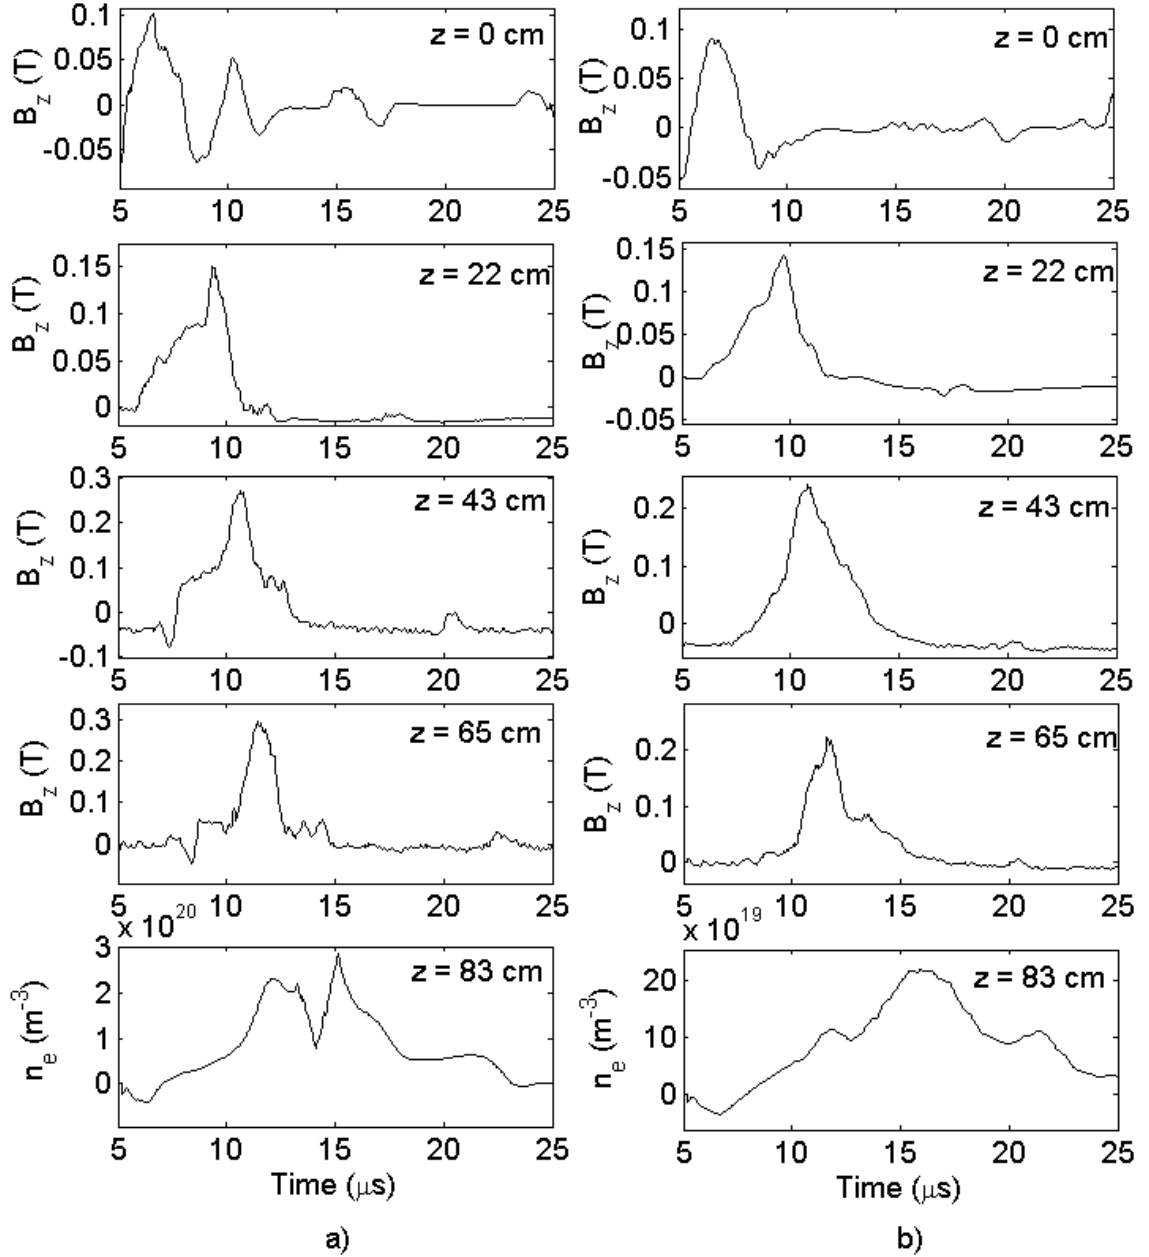 0.1
0.05
0
-0.05
B_z (T)
z = 0 cm
5 10 15 20 25
0.1
0.05
0
-0.05
B_z (T)
z = 0 cm
5 10 15 20 25
0.15
0.1
0.05
0
B_z (T)
z = 22 cm
5 10 15 20 25
0.15
0.1
0.05
0
-0.05
B_z (T)
z = 22 cm
5 10 15 20 25
0.3
0.2
0.1
0
-0.1
B_z (T)
z = 43 cm
5 10 15 20 25
0.2
0.1
0
B_z (T)
z = 43 cm
5 10 15 20 25
0.3
0.2
0.1
0
B_z (T)
z = 65 cm
5 10 15 20 25
0.2
0.1
0
B_z (T)
z = 65 cm
5 10 15 20 25
x 10^20
3
2
1
0
n_e (m^-3)
z = 83 cm
5 10 15 20 25
Time (μs)
a)
x 10^19
20
10
0
n_e (m^-3)
z = 83 cm
5 10 15 20 25
Time (μs)
b)